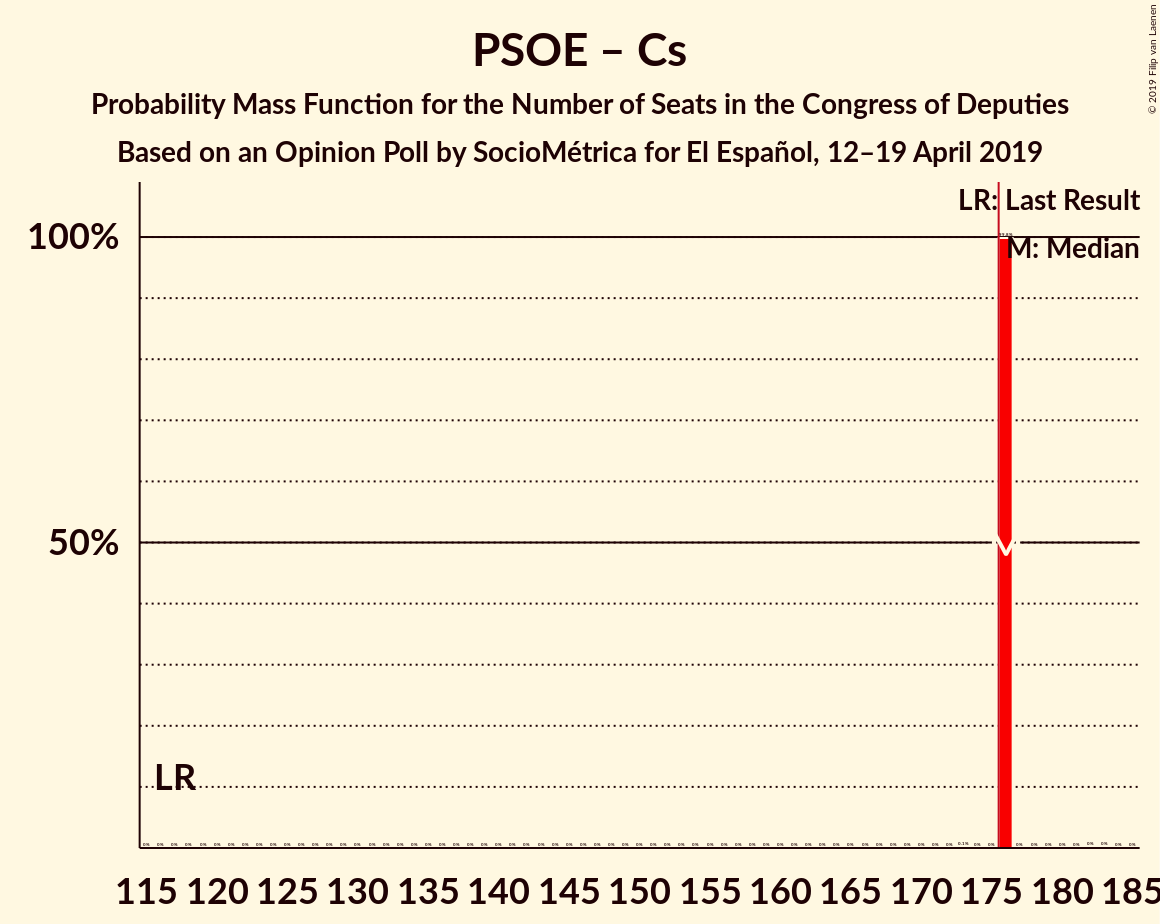 PSOE – Cs
Probability Mass Function for the Number of Seats in the Congress of Deputies
Based on an Opinion Poll by SocioMétrica for El Español, 12–19 April 2019
© 2019 Filip van Laenen
LR: Last Result
M: Median
100%
50%
LR
115 120 125 130 135 140 145 150 155 160 165 170 175 180 185